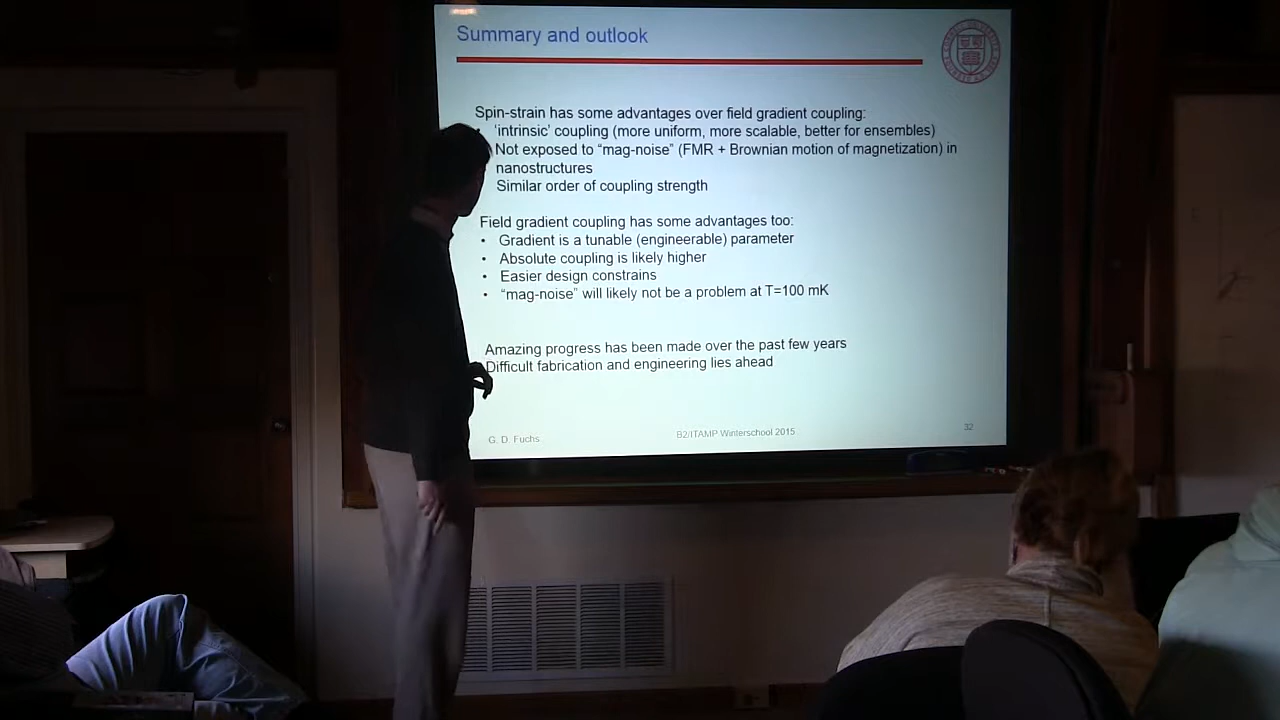 Summary and outlook
Spin-strain has some advantages over field gradient coupling:
• 'intrinsic' coupling (more uniform, more scalable, better for ensembles)
Not exposed to “mag-noise” (FMR + Brownian motion of magnetization) in
nanostructures
Similar order of coupling strength
Field gradient coupling has some advantages too:
• Gradient is a tunable (engineerable) parameter
• Absolute coupling is likely higher
• Easier design constrains
• “mag-noise” will likely not be a problem at T=100 mK
Amazing progress has been made over the past few years
Difficult fabrication and engineering lies ahead
G. D. Fuchs
B2/ITAMP Winterschool 2015
32